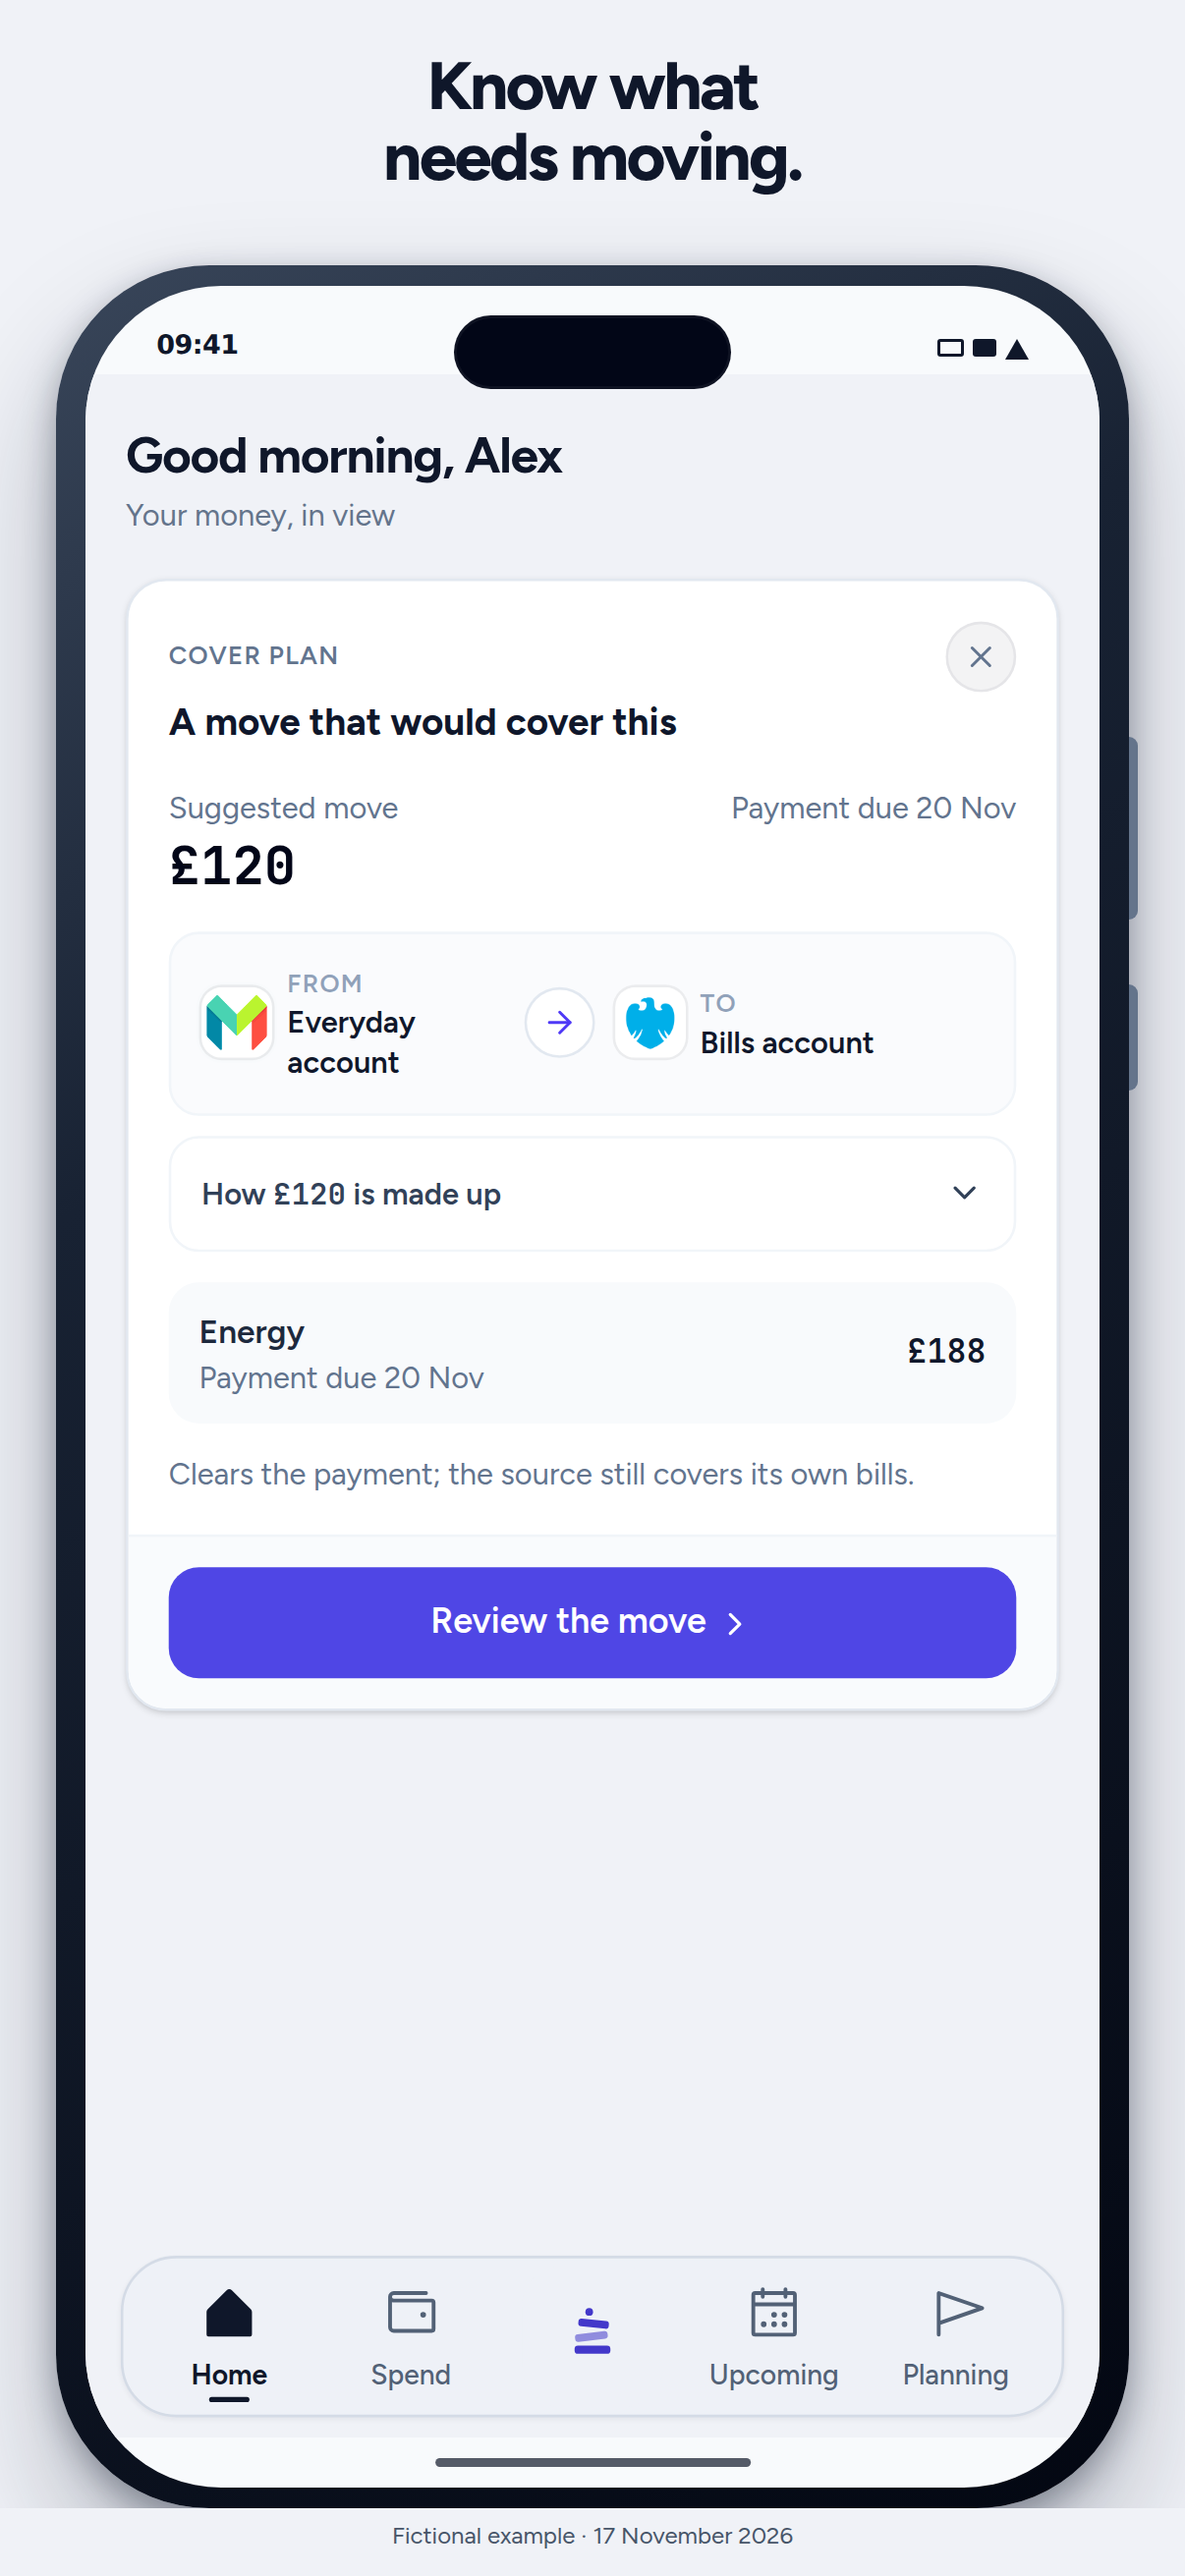 Know what
needs moving.
09:41
Good morning, Alex
Your money, in view
COVER PLAN
A move that would cover this
Suggested move
Payment due 20 Nov
£120
FROM
Everyday
account
TO
Bills account
How £120 is made up
Energy
Payment due 20 Nov
£188
Clears the payment; the source still covers its own bills.
Review the move
Home
Spend
Upcoming
Planning
Fictional example · 17 November 2026